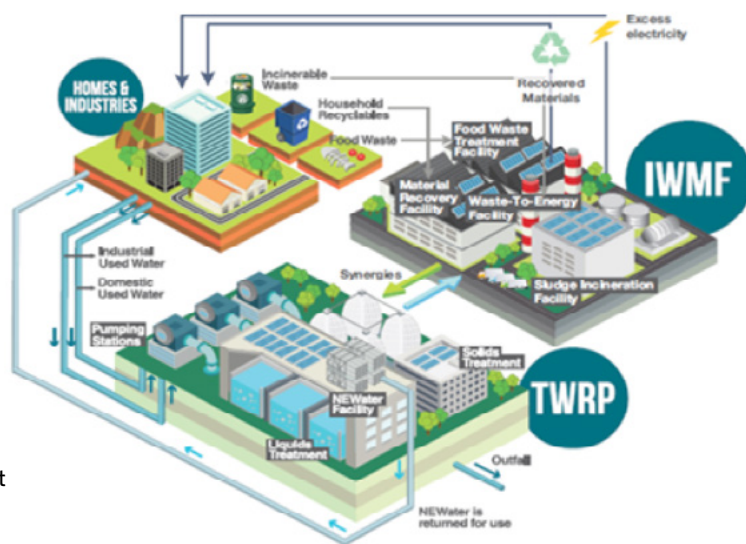 Excess
electricity
HOMES &
INDUSTRIES
Incinerable
Waste
Recovered
Materials
Household
Recyclables
Food Waste
Food Waste
Treatment
Facility
IWMF
Material
Recovery
Facility
Waste-To-Energy
Facility
Industrial
Used Water
Synergies
Sludge Incineration
Facility
Domestic
Used Water
Pumping
Stations
Solids
Treatment
NEWater
Facility
TWRP
Liquids
Treatment
Outfall
t
NEWater is
returned for use